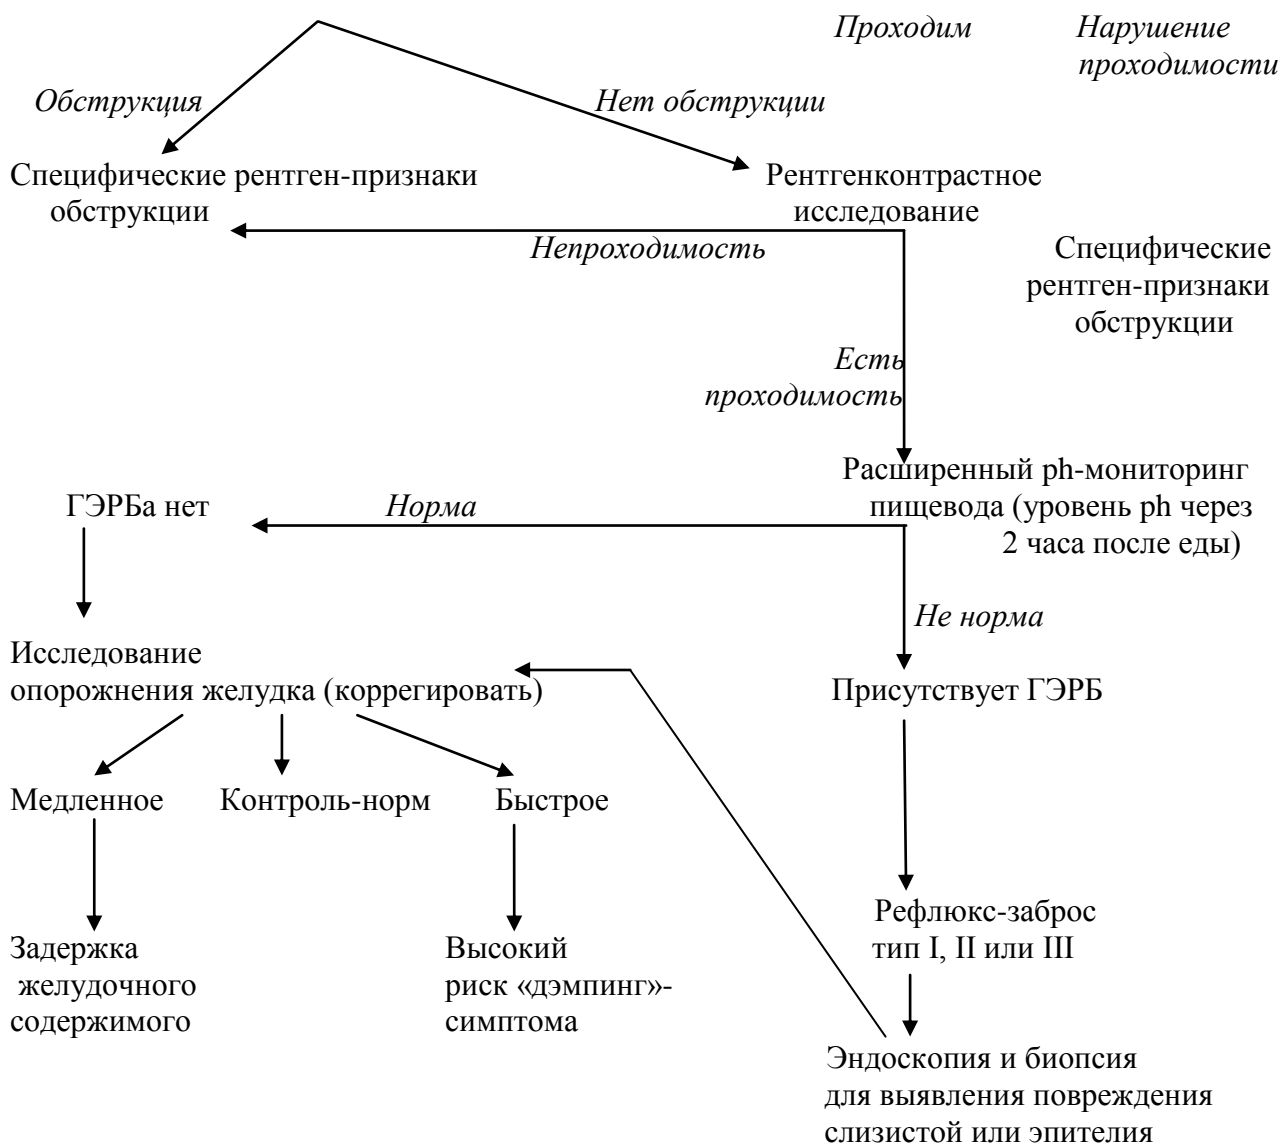 Проходим
Нарушение
проходимости
Обструкция
Нет обструкции
Специфические рентген-признаки
обструкции
Рентгенконтрастное
исследование
Непроходимость
Специфические
рентген-признаки
обструкции
Есть
проходимость
Расширенный ph-мониторинг
пищевода (уровень ph через
2 часа после еды)
ГЭРБа нет
Норма
Не норма
Исследование
опорожнения желудка (коррегировать)
Присутствует ГЭРБ
Медленное
Контроль-норм
Быстрое
Рефлюкс-заброс
тип I, II или III
Задержка
желудочного
содержимого
Высокий
риск «дэмпинг»-
симптома
Эндоскопия и биопсия
для выявления повреждения
слизистой или эпителия